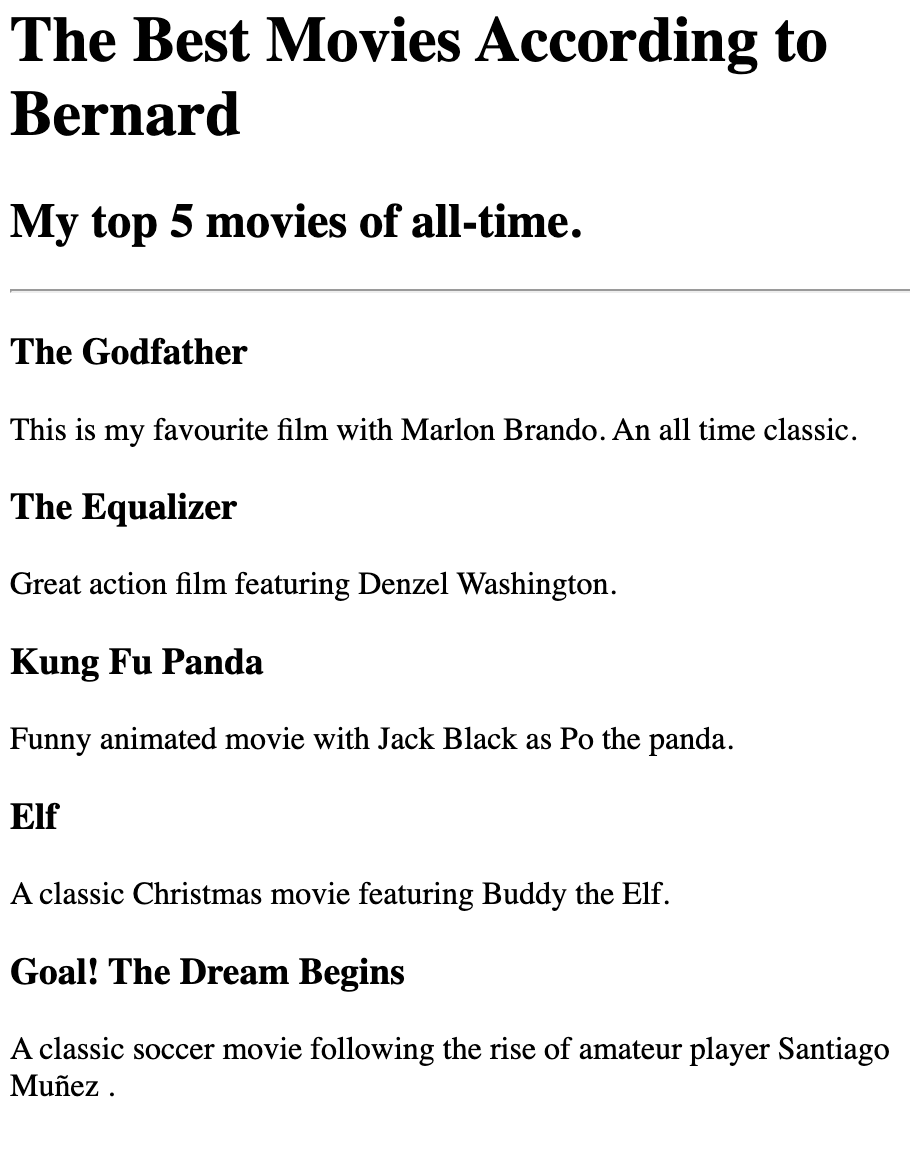 The Best Movies According to
Bernard
My top 5 movies of all-time.
The Godfather
This is my favourite film with Marlon Brando. An all time classic.
The Equalizer
Great action film featuring Denzel Washington.
Kung Fu Panda
Funny animated movie with Jack Black as Po the panda.
Elf
A classic Christmas movie featuring Buddy the Elf.
Goal! The Dream Begins
A classic soccer movie following the rise of amateur player Santiago
Muñez .